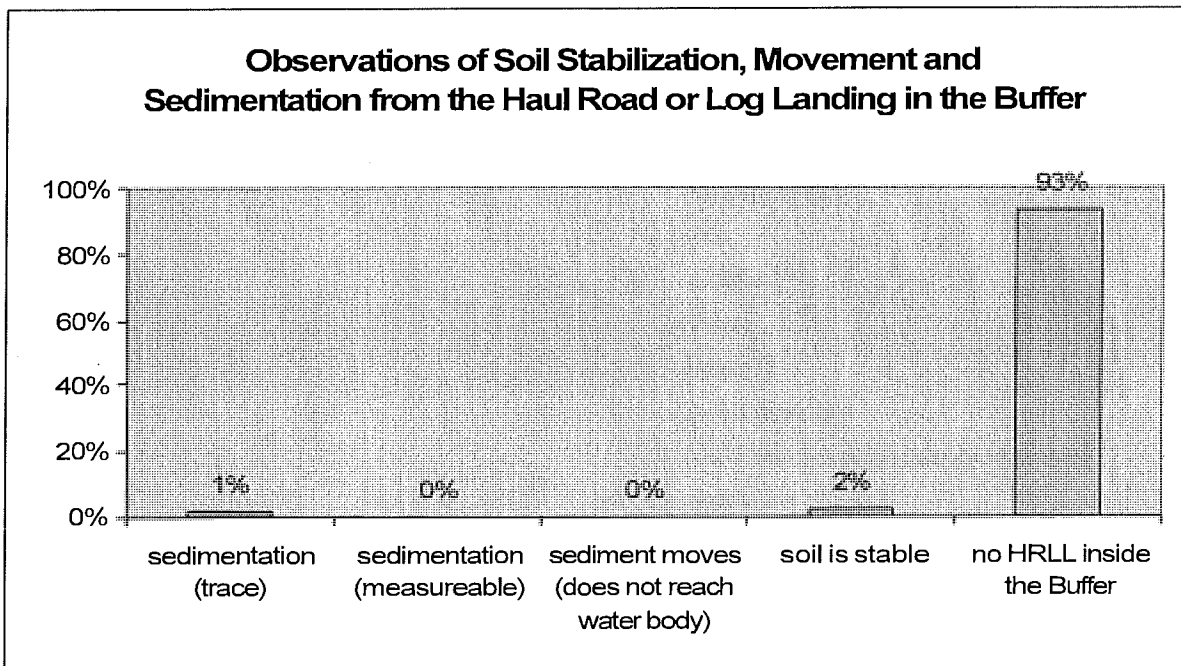 Observations of Soil Stabilization, Movement and
Sedimentation from the Haul Road or Log Landing in the Buffer
100%
80%
60%
40%
20%
0%
1%
0%
0%
2%
93%
sedimentation
(trace)
sedimentation
(measureable)
sediment moves
(does not reach
water body)
soil is stable
no HRLL inside
the Buffer